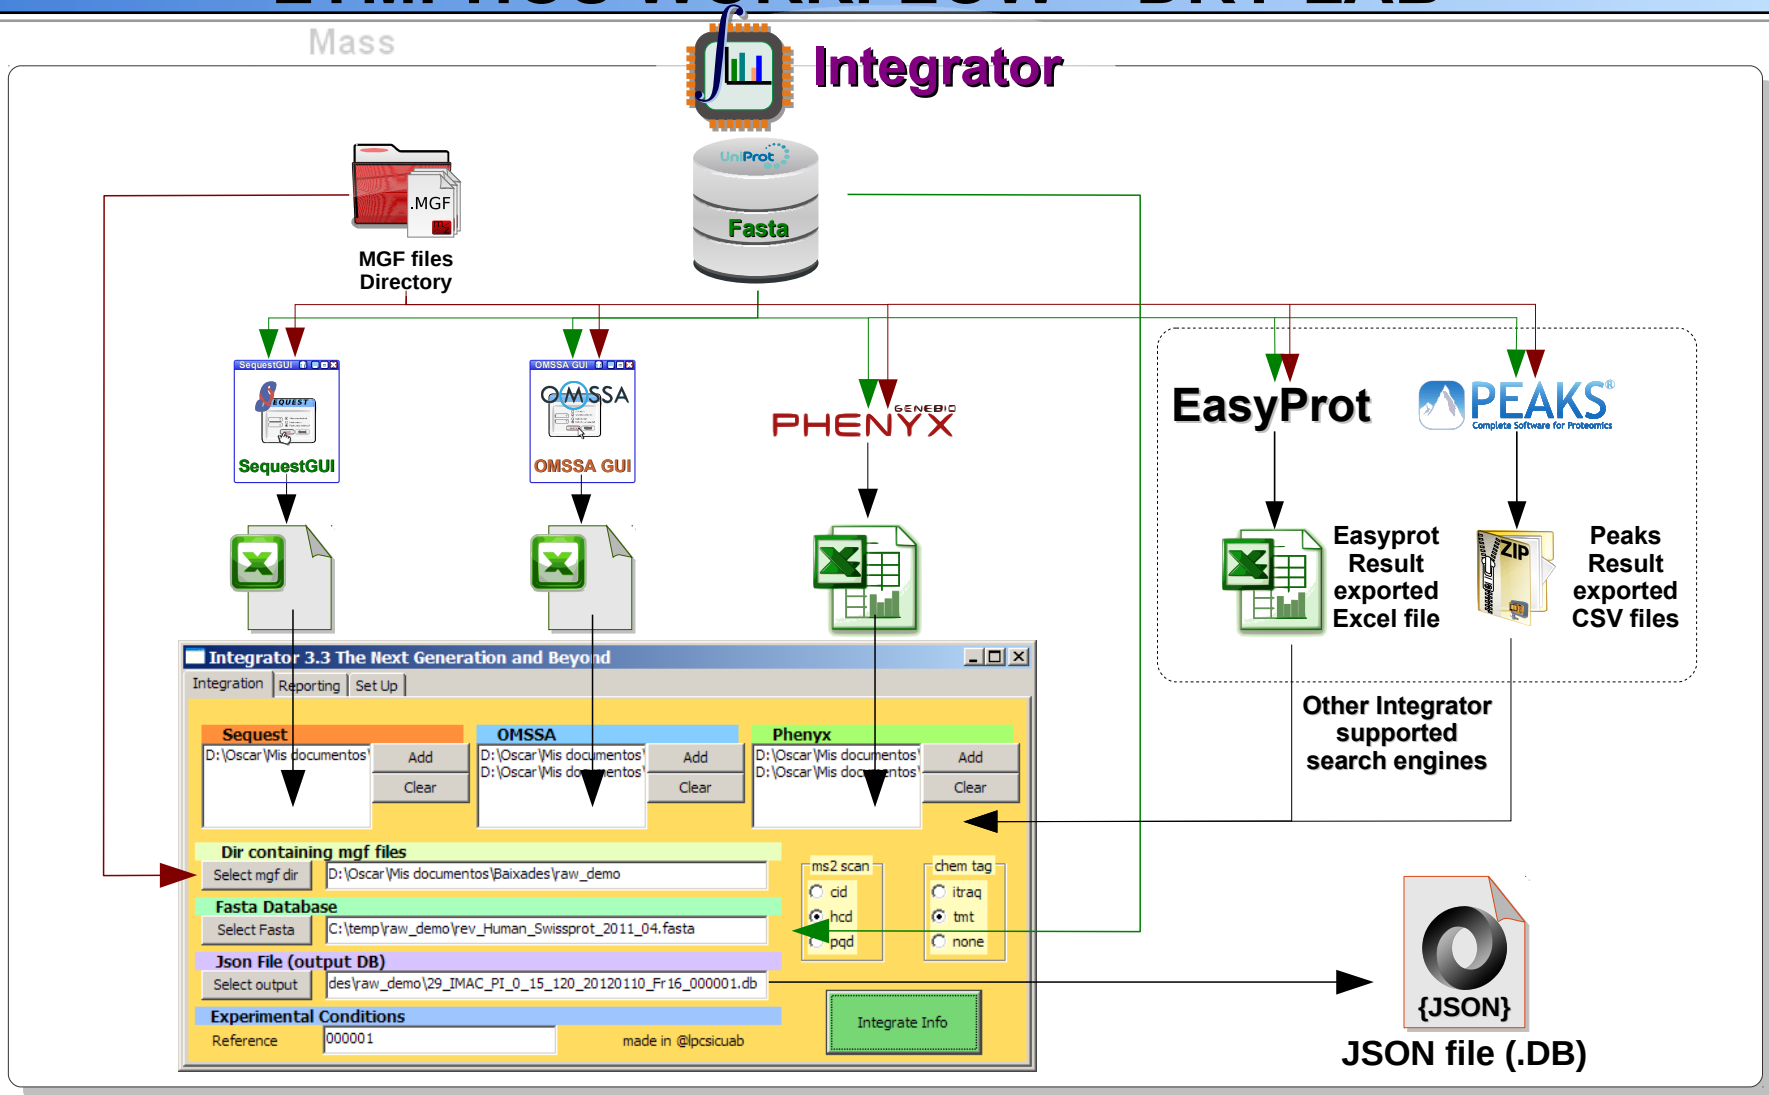 Mass
Integrator
UniProt
Fasta
.MGF
MGF files
Directory
SequestGUI
SEQUEST
SequestGUI
OMSSA GUI
OMSSA
OMSSA GUI
GENEBIO
PHENYX
EasyProt
PEAKS®
Complete Software for Proteomics
Easyprot
Result
exported
Excel file
ZIP
Peaks
Result
exported
CSV files
Other Integrator
supported
search engines
Integrator 3.3 The Next Generation and Beyond
Integration Reporting Set Up
Sequest
D:\Oscar\Mis documentos\
Add
Clear
OMSSA
D:\Oscar\Mis documentos\
D:\Oscar\Mis documentos\
Add
Clear
Phenyx
D:\Oscar\Mis documentos\
D:\Oscar\Mis documentos\
Add
Clear
Dir containing mgf files
Select mgf dir D:\Oscar\Mis documentos\Baixades\raw_demo
Fasta Database
Select Fasta C:\temp\raw_demo\rev_Human_Swissprot_2011_04.fasta
Json File (output DB)
Select output des\raw_demo\29_IMAC_PI_0_15_120_20120110_Fr16_000001.db
Experimental Conditions
Reference 000001 made in @lpcsicuab
ms2 scan
cid
hcd
pqd
chem tag
itraq
tmt
none
Integrate Info
{JSON}
JSON file (.DB)